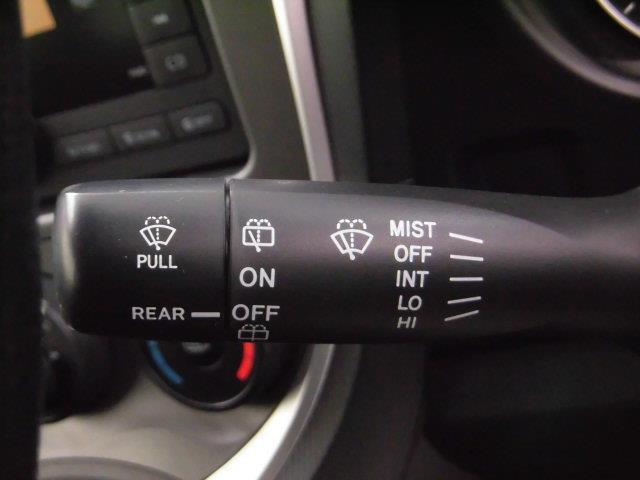 PULL
REAR
ON
OFF
MIST
OFF
INT
LO
HI